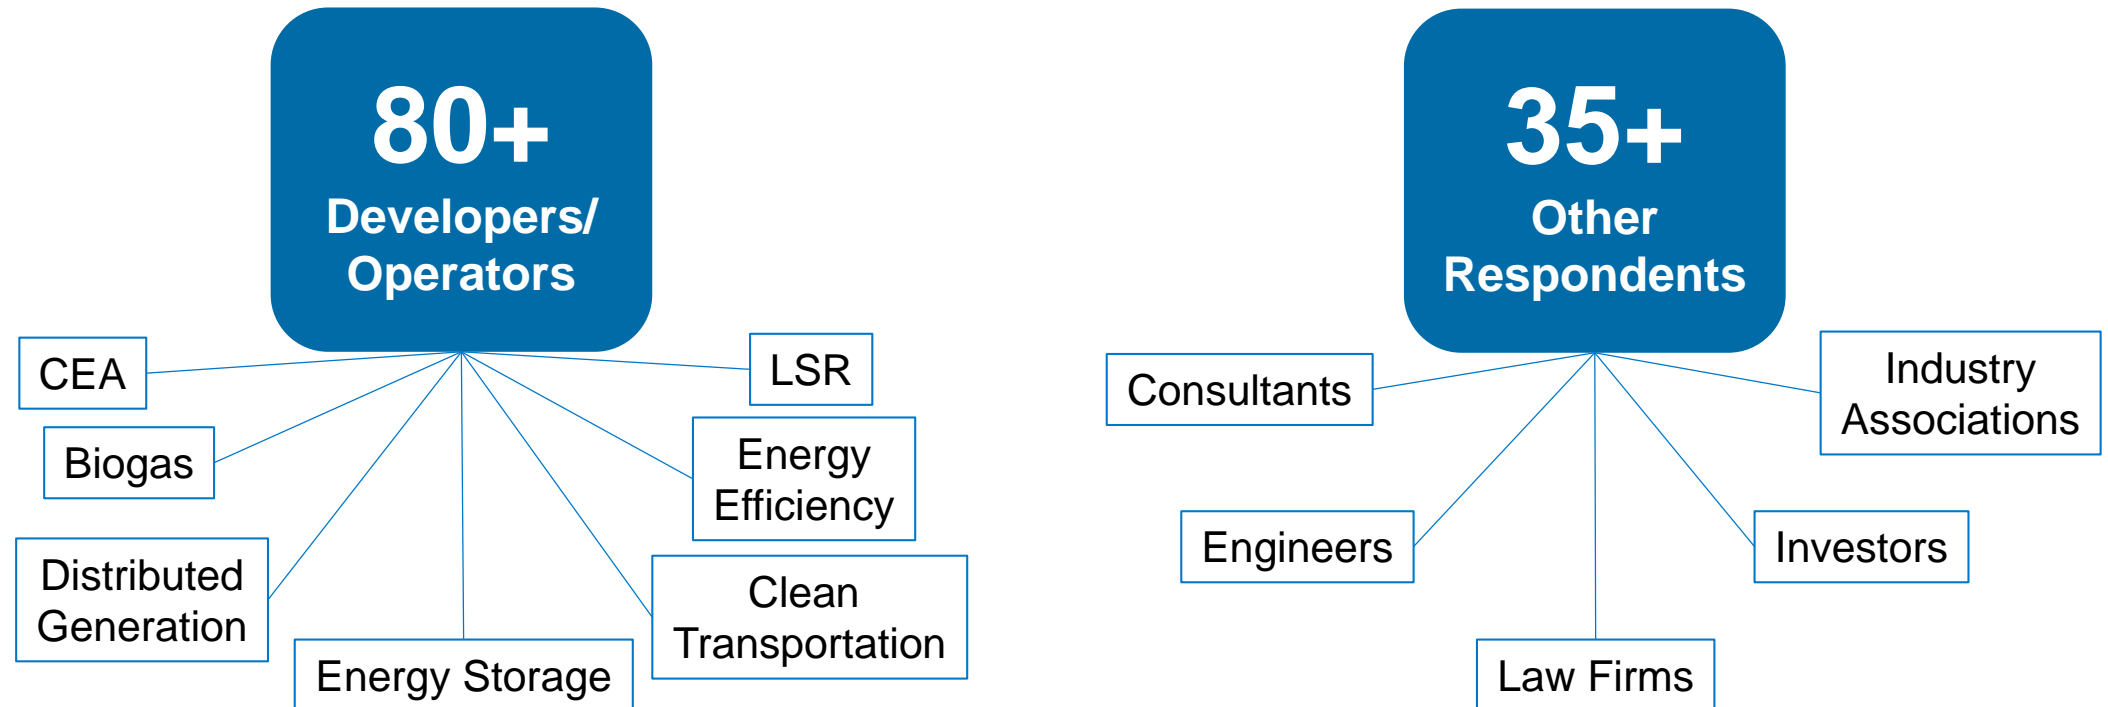 80+
Developers/
Operators
CEA
Biogas
Distributed
Generation
Energy Storage
Clean
Transportation
Energy
Efficiency
LSR
35+
Other
Respondents
Consultants
Engineers
Law Firms
Investors
Industry
Associations